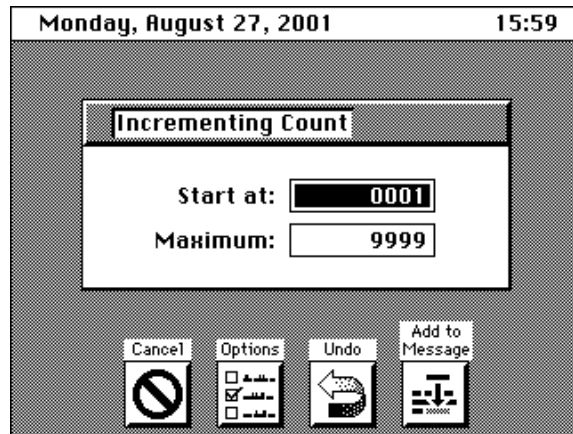 Monday, August 27, 2001 15:59
Incrementing Count
Start at: 0001
Maximum: 9999
Cancel Options Undo Add to Message